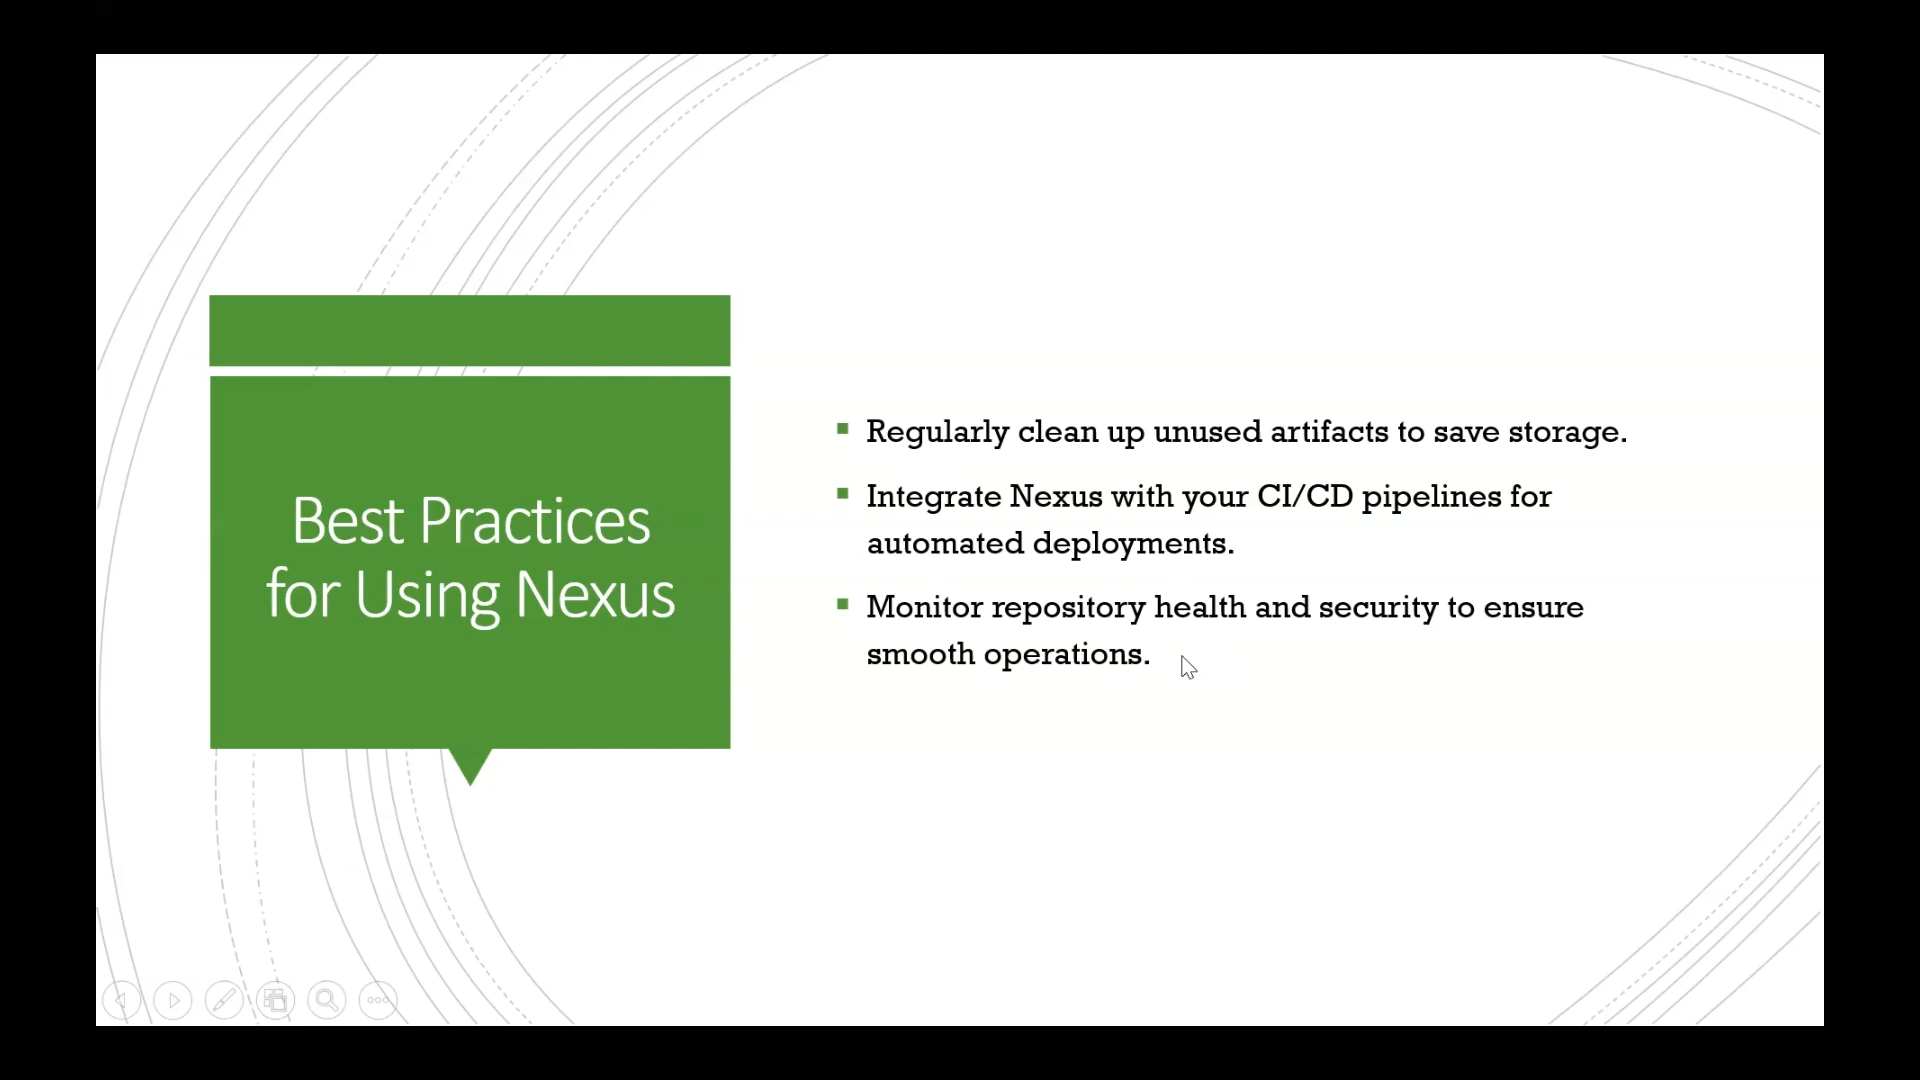 Best Practices
for Using Nexus
Regularly clean up unused artifacts to save storage.
Integrate Nexus with your CI/CD pipelines for
automated deployments.
Monitor repository health and security to ensure
smooth operations.